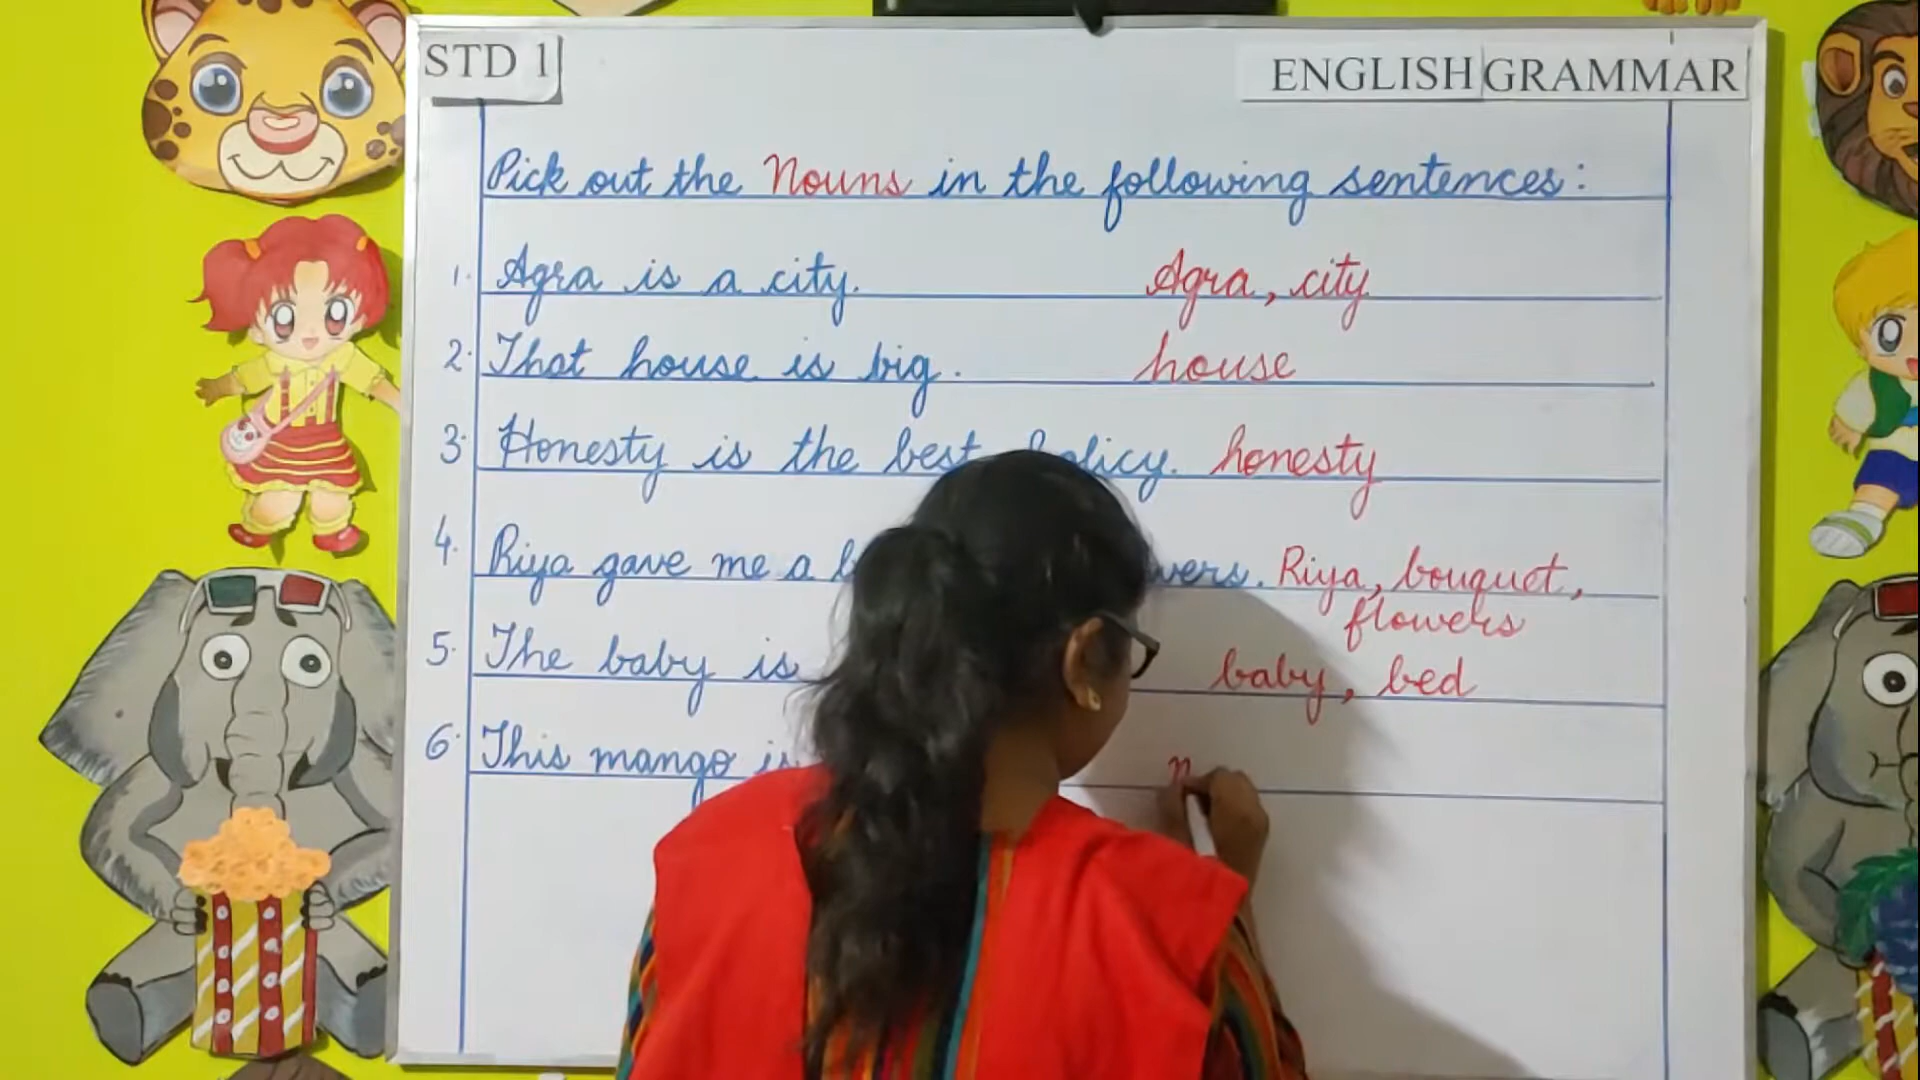 STD 1
ENGLISH GRAMMAR
Pick out the Nouns in the following sentences:
1. Agra is a city. Agra, city
2. That house is big. house
3. Honesty is the best policy. honesty
4. Riya gave me a Riya, bouquet,
flowers
5. The baby is baby, bed
6. This mango is